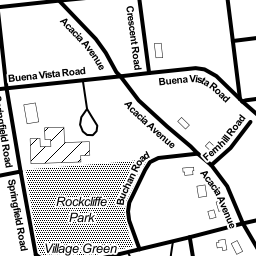 Acacia Avenue
Crescent Road
Buena Vista Road
Buena Vista Road
Springfield Road
Acacia Avenue
Fernhill Road
Buchan Road
Acacia Avenue
Springfield Road
Rockcliffe
Park
Village Green